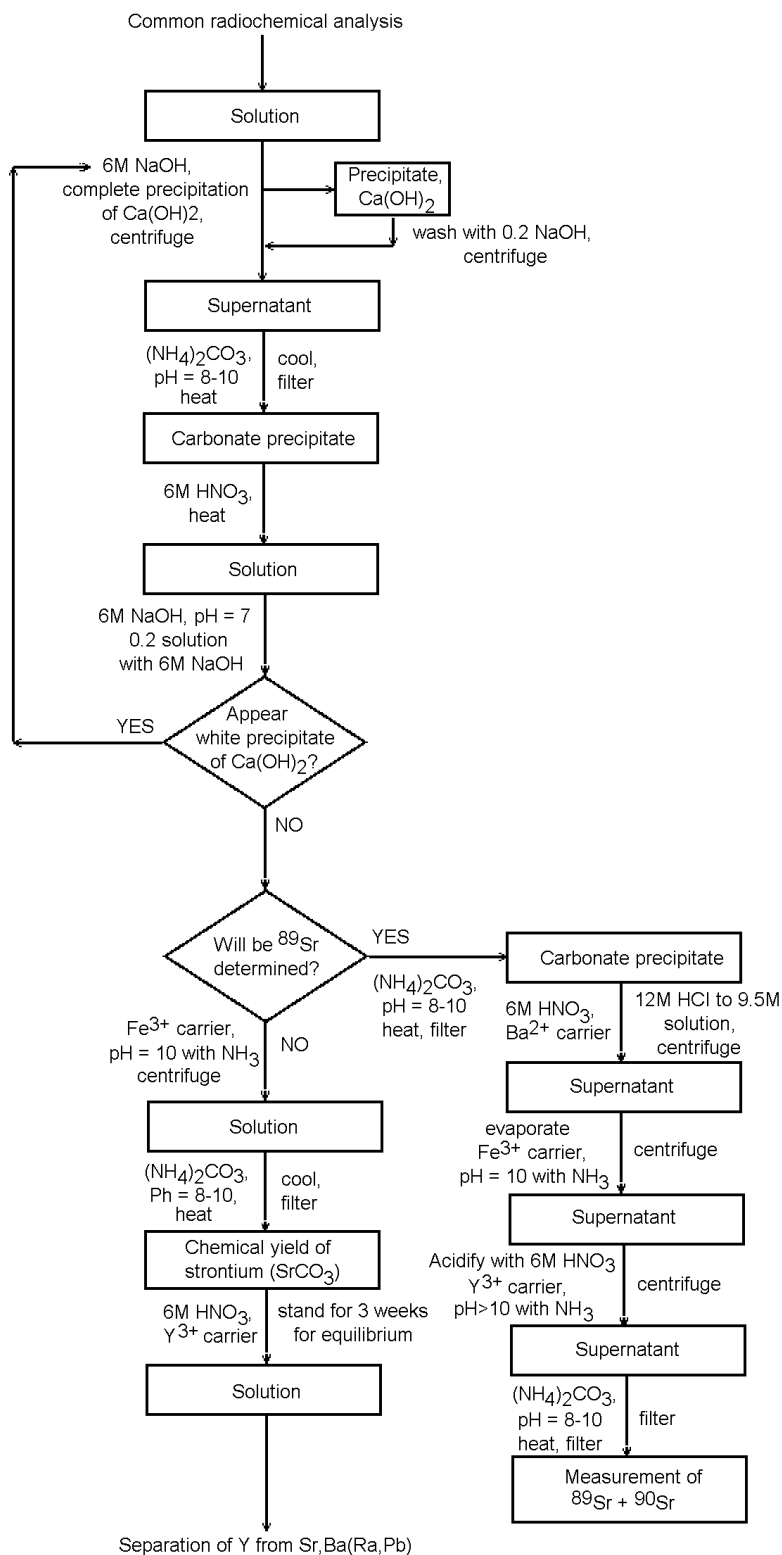 Common radiochemical analysis
Solution
6M NaOH,
complete precipitation
of Ca(OH)2,
centrifuge
Precipitate,
Ca(OH)₂
wash with 0.2 NaOH,
centrifuge
Supernatant
(NH₄)₂CO₃,
pH = 8-10
heat
cool,
filter
Carbonate precipitate
6M HNO₃,
heat
Solution
6M NaOH, pH = 7
0.2 solution
with 6M NaOH
Appear
white precipitate
of Ca(OH)₂?
YES
NO
Will be ⁸⁹Sr
determined?
YES
(NH₄)₂CO₃,
pH = 8-10
heat, filter
Fe³⁺ carrier,
pH = 10 with NH₃
centrifuge
NO
Solution
(NH₄)₂CO₃,
Ph = 8-10,
heat
cool,
filter
Chemical yield of
strontium (SrCO₃)
6M HNO₃,
Y³⁺ carrier
stand for 3 weeks
for equilibrium
Solution
Separation of Y from Sr,Ba(Ra,Pb)
Carbonate precipitate
6M HNO₃,
Ba²⁺ carrier
12M HCl to 9.5M
solution,
centrifuge
Supernatant
evaporate
Fe³⁺ carrier,
pH = 10 with NH₃
centrifuge
Supernatant
Acidify with 6M HNO₃
Y³⁺ carrier,
pH>10 with NH₃
centrifuge
Supernatant
(NH₄)₂CO₃,
pH = 8-10
heat, filter
filter
Measurement of
⁸⁹Sr + ⁹⁰Sr